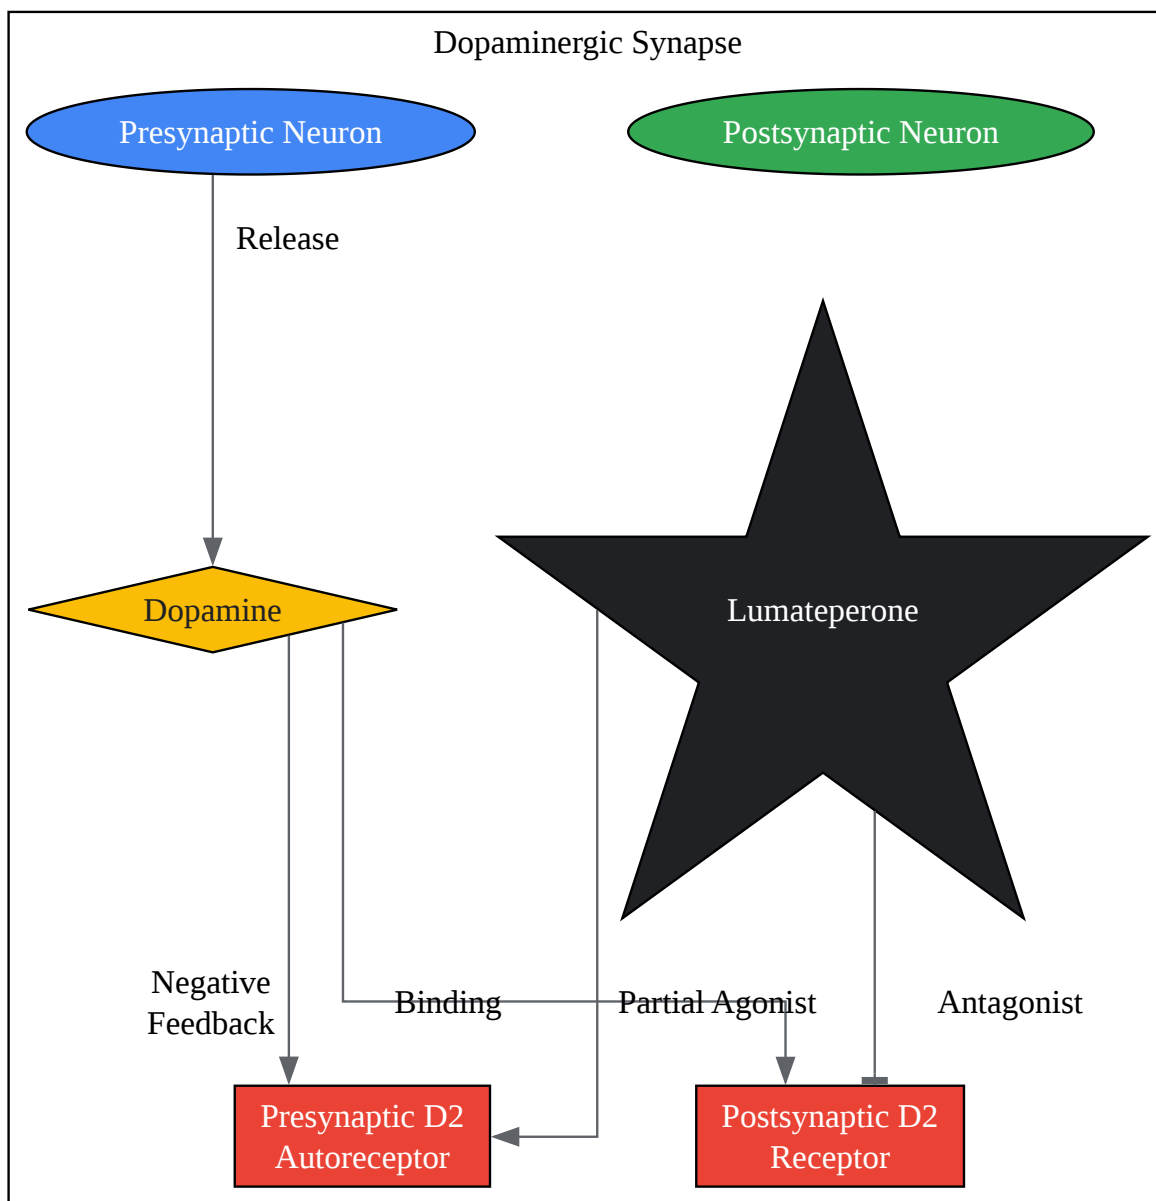 Dopaminergic Synapse
Presynaptic Neuron
Postsynaptic Neuron
Release
Dopamine
Lumateperone
Negative
Feedback
Binding
Partial Agonist
Antagonist
Presynaptic D2
Autoreceptor
Postsynaptic D2
Receptor